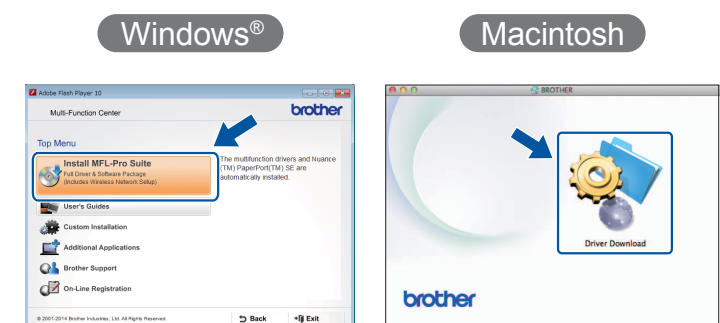 Windows®
Macintosh
Adobe Flash Player 10
Multi-Function Center
brother
Top Menu
Install MFL-Pro Suite
Full Driver & Software Package
(Includes Wireless Network Setup)
The multifunction drivers and Nuance
(TM) PaperPort(TM) SE are
automatically installed.
User's Guides
Custom Installation
Additional Applications
Brother Support
On-Line Registration
© 2001-2014 Brother Industries, Ltd. All Rights Reserved.
Back
Exit
BROTHER
Driver Download
brother